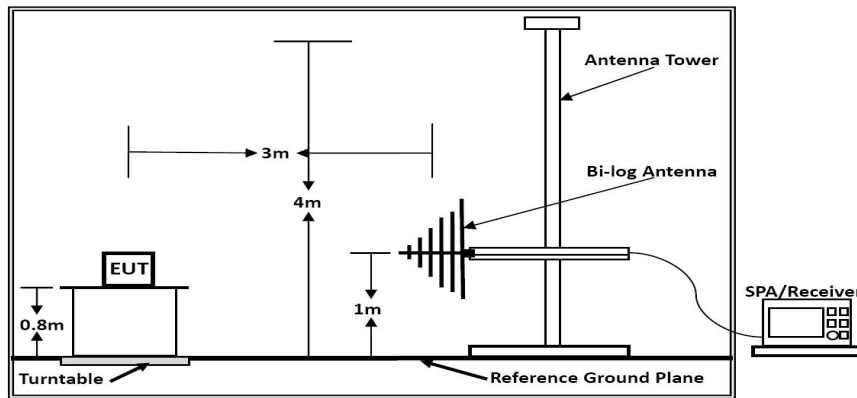 Antenna Tower
3m
Bi-log Antenna
4m
EUT
SPA/Receiver
0.8m
1m
Turntable
Reference Ground Plane